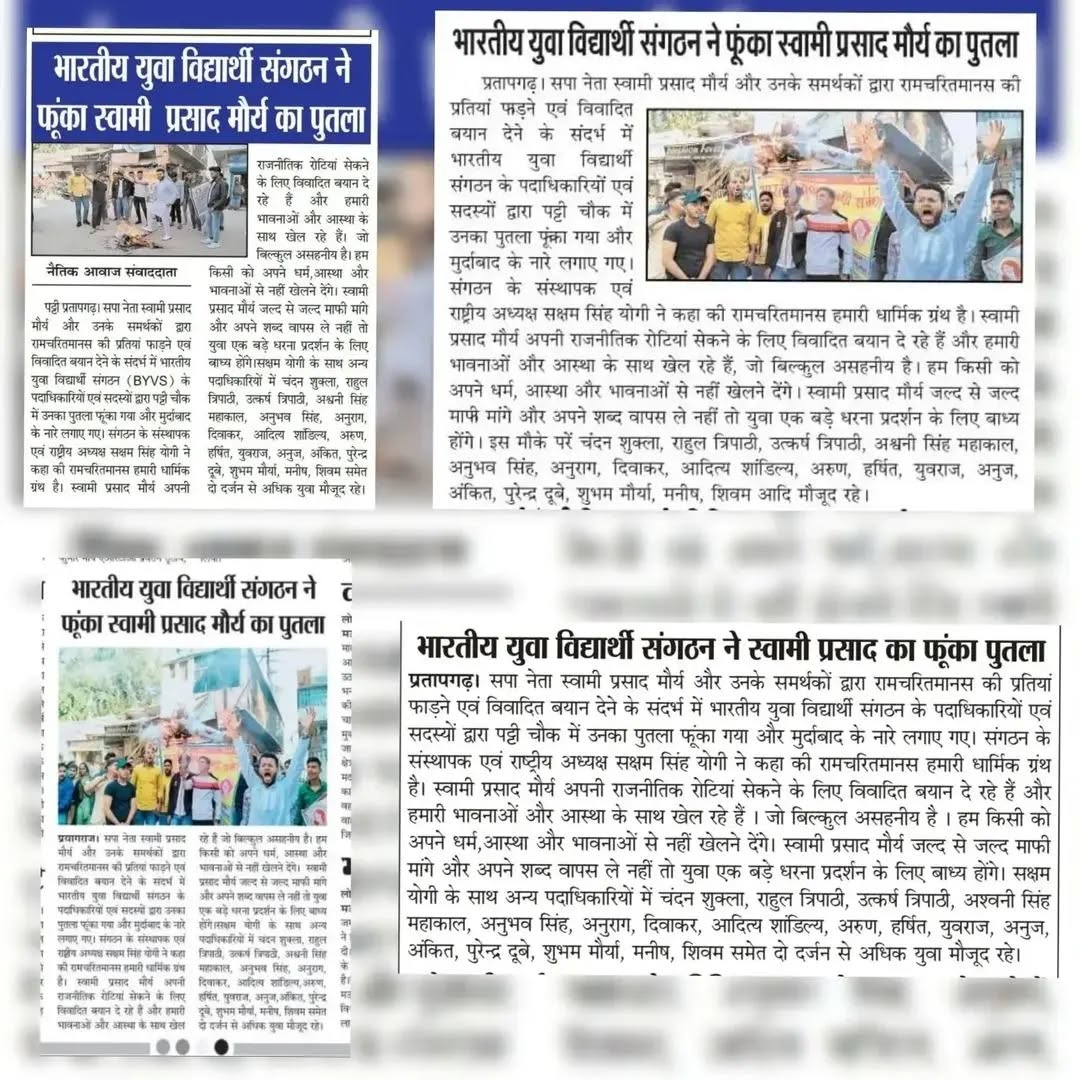 भारतीय युवा विद्यार्थी संगठन ने
फूंका स्वामी प्रसाद मौर्य का पुतला
नैतिक आवाज संवाददाता
पट्टी प्रतापगढ़। सपा नेता स्वामी प्रसाद
मौर्य और उनके समर्थकों द्वारा
रामचरितमानस की प्रतियां फाड़ने एवं
विवादित बयान देने के संदर्भ में भारतीय
युवा विद्यार्थी संगठन (BYVS) के
पदाधिकारियों एवं सदस्यों द्वारा पट्टी चौक
में उनका पुतला फूंका गया और मुर्दाबाद
के नारे लगाए गए। संगठन के संस्थापक
एवं राष्ट्रीय अध्यक्ष सक्षम सिंह योगी ने
कहा की रामचरितमानस हमारी धार्मिक
ग्रंथ है। स्वामी प्रसाद मौर्य अपनी
राजनीतिक रोटियां सेकने
के लिए विवादित बयान दे
रहे हैं और हमारी
भावनाओं और आस्था के
साथ खेल रहे हैं। जो
बिल्कुल असहनीय है। हम
किसी को अपने धर्म,आस्था और
भावनाओं से नहीं खेलने देंगे। स्वामी
प्रसाद मौर्य जल्द से जल्द माफी मांगे
और अपने शब्द वापस ले नहीं तो
युवा एक बड़े धरना प्रदर्शन के लिए
बाध्य होंगे।सक्षम योगी के साथ अन्य
पदाधिकारियों में चंदन शुक्ला, राहुल
त्रिपाठी, उत्कर्ष त्रिपाठी, अश्वनी सिंह
महाकाल, अनुभव सिंह, अनुराग,
दिवाकर, आदित्य शांडिल्य, अरुण,
हर्षित, युवराज, अनुज, अंकित, पुरेन्द्र
दूबे, शुभम मौर्या, मनीष, शिवम समेत
दो दर्जन से अधिक युवा मौजूद रहे।
भारतीय युवा विद्यार्थी संगठन ने फूंका स्वामी प्रसाद मौर्य का पुतला
प्रतापगढ़। सपा नेता स्वामी प्रसाद मौर्य और उनके समर्थकों द्वारा रामचरितमानस की
प्रतियां फाड़ने एवं विवादित
बयान देने के संदर्भ में
भारतीय युवा विद्यार्थी
संगठन के पदाधिकारियों एवं
सदस्यों द्वारा पट्टी चौक में
उनका पुतला फूंका गया और
मुर्दाबाद के नारे लगाए गए।
संगठन के संस्थापक एवं
राष्ट्रीय अध्यक्ष सक्षम सिंह योगी ने कहा की रामचरितमानस हमारी धार्मिक ग्रंथ है। स्वामी
प्रसाद मौर्य अपनी राजनीतिक रोटियां सेकने के लिए विवादित बयान दे रहे हैं और हमारी
भावनाओं और आस्था के साथ खेल रहे हैं, जो बिल्कुल असहनीय है। हम किसी को
अपने धर्म, आस्था और भावनाओं से नहीं खेलने देंगे। स्वामी प्रसाद मौर्य जल्द से जल्द
माफी मांगे और अपने शब्द वापस ले नहीं तो युवा एक बड़े धरना प्रदर्शन के लिए बाध्य
होंगे। इस मौके परें चंदन शुक्ला, राहुल त्रिपाठी, उत्कर्ष त्रिपाठी, अश्वनी सिंह महाकाल,
अनुभव सिंह, अनुराग, दिवाकर, आदित्य शांडिल्य, अरुण, हर्षित, युवराज, अनुज,
अंकित, पुरेन्द्र दूबे, शुभम मौर्या, मनीष, शिवम आदि मौजूद रहे।
भारतीय युवा विद्यार्थी संगठन ने
फूंका स्वामी प्रसाद मौर्य का पुतला
प्रयागराज। सपा नेता स्वामी प्रसाद
मौर्य और उनके समर्थकों द्वारा
रामचरितमानस की प्रतियां फाड़ने एवं
विवादित बयान देने के संदर्भ में
भारतीय युवा विद्यार्थी संगठन के
पदाधिकारियों एवं सदस्यों द्वारा उनका
पुतला फूंका गया और मुर्दाबाद के नारे
लगाए गए। संगठन के संस्थापक एवं
राष्ट्रीय अध्यक्ष सक्षम सिंह योगी ने कहा
की रामचरितमानस हमारी धार्मिक ग्रंथ
है। स्वामी प्रसाद मौर्य अपनी
राजनीतिक रोटियां सेकने के लिए
विवादित बयान दे रहे हैं और हमारी
भावनाओं और आस्था के साथ खेल
रहे हैं जो बिल्कुल असहनीय है। हम
किसी को अपने धर्म, आस्था और
भावनाओं से नहीं खेलने देंगे। स्वामी
प्रसाद मौर्य जल्द से जल्द माफी मांगे
और अपने शब्द वापस ले नहीं तो युवा
एक बड़े धरना प्रदर्शन के लिए बाध्य
होंगे।सक्षम योगी के साथ अन्य
पदाधिकारियों में चंदन शुक्ला, राहुल
त्रिपाठी, उत्कर्ष त्रिपाठी, अश्वनी सिंह
महाकाल, अनुभव सिंह, अनुराग,
दिवाकर, आदित्य शांडिल्य,अरुण,
हर्षित, युवराज, अनुज,अंकित, पुरेन्द्र
दूबे, शुभम मौर्या, मनीष, शिवम समेत
दो दर्जन से अधिक युवा मौजूद रहे।
भारतीय युवा विद्यार्थी संगठन ने स्वामी प्रसाद का फूंका पुतला
प्रतापगढ़। सपा नेता स्वामी प्रसाद मौर्य और उनके समर्थकों द्वारा रामचरितमानस की प्रतियां
फाड़ने एवं विवादित बयान देने के संदर्भ में भारतीय युवा विद्यार्थी संगठन के पदाधिकारियों एवं
सदस्यों द्वारा पट्टी चौक में उनका पुतला फूंका गया और मुर्दाबाद के नारे लगाए गए। संगठन के
संस्थापक एवं राष्ट्रीय अध्यक्ष सक्षम सिंह योगी ने कहा की रामचरितमानस हमारी धार्मिक ग्रंथ
है। स्वामी प्रसाद मौर्य अपनी राजनीतिक रोटियां सेकने के लिए विवादित बयान दे रहे हैं और
हमारी भावनाओं और आस्था के साथ खेल रहे हैं । जो बिल्कुल असहनीय है । हम किसी को
अपने धर्म,आस्था और भावनाओं से नहीं खेलने देंगे। स्वामी प्रसाद मौर्य जल्द से जल्द माफी
मांगे और अपने शब्द वापस ले नहीं तो युवा एक बड़े धरना प्रदर्शन के लिए बाध्य होंगे। सक्षम
योगी के साथ अन्य पदाधिकारियों में चंदन शुक्ला, राहुल त्रिपाठी, उत्कर्ष त्रिपाठी, अश्वनी सिंह
महाकाल, अनुभव सिंह, अनुराग, दिवाकर, आदित्य शांडिल्य, अरुण, हर्षित, युवराज, अनुज,
अंकित, पुरेन्द्र दूबे, शुभम मौर्या, मनीष, शिवम समेत दो दर्जन से अधिक युवा मौजूद रहे।